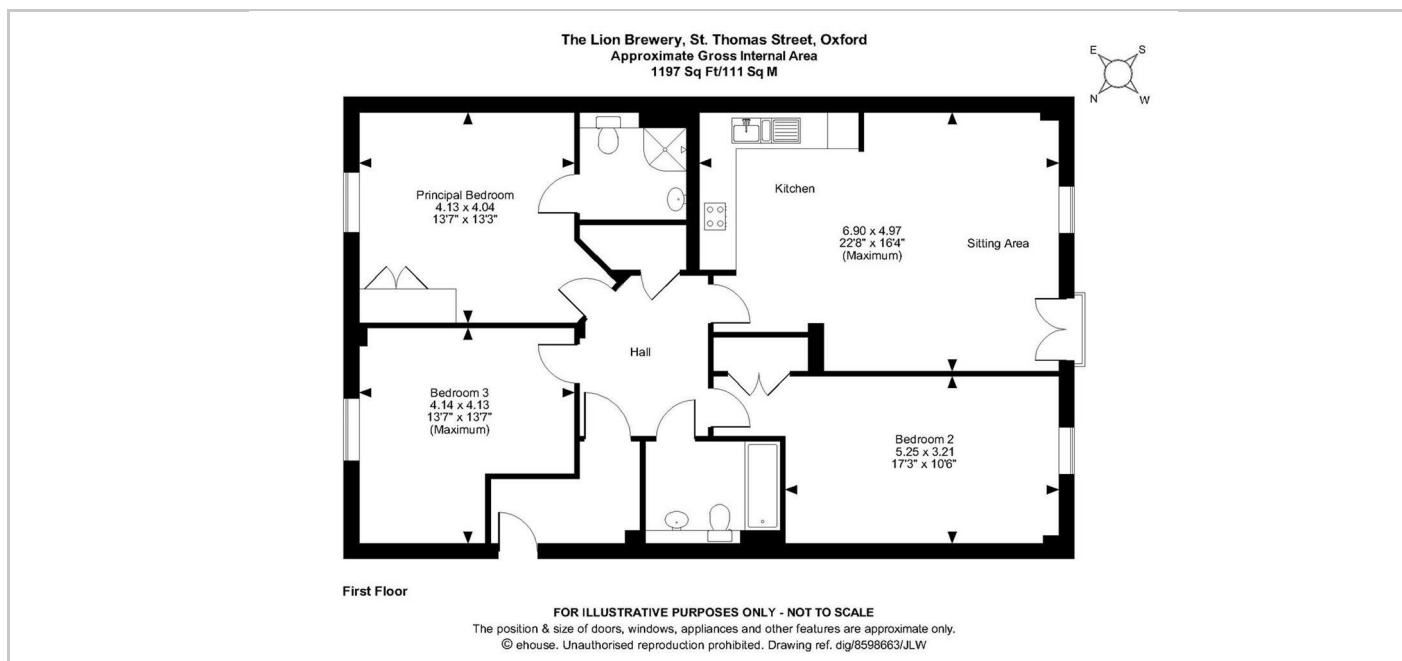 The Lion Brewery, St. Thomas Street, Oxford
Approximate Gross Internal Area
1197 Sq Ft/111 Sq M
E S
N W
Principal Bedroom
4.13 x 4.04
13'7" x 13'3"
Kitchen
6.90 x 4.97
22'8" x 16'4"
(Maximum)
Sitting Area
Hall
Bedroom 3
4.14 x 4.13
13'7" x 13'7"
(Maximum)
Bedroom 2
5.25 x 3.21
17'3" x 10'6"
First Floor
FOR ILLUSTRATIVE PURPOSES ONLY - NOT TO SCALE
The position & size of doors, windows, appliances and other features are approximate only.
© ehouse. Unauthorised reproduction prohibited. Drawing ref. dig/8598663/JLW